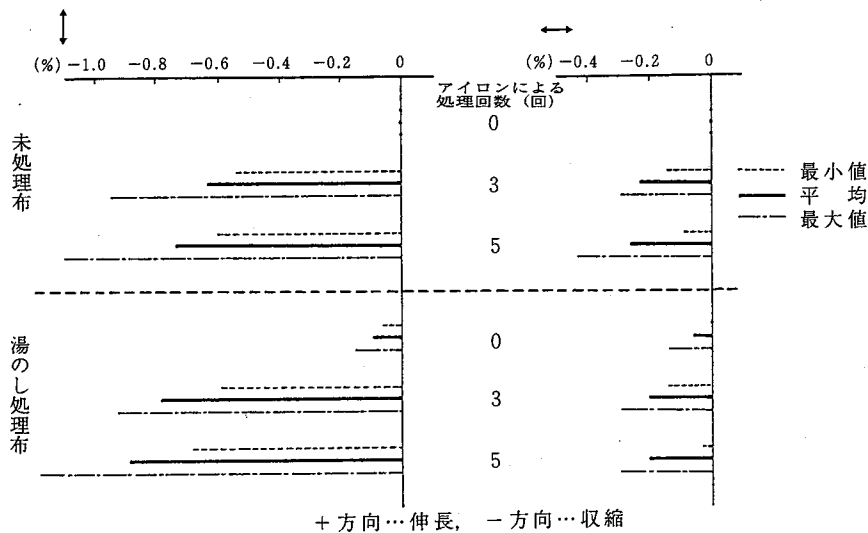 (%) −1.0 −0.8 −0.6 −0.4 −0.2 0
(%) −0.4 −0.2 0
アイロンによる
処理回数（回）
未処理布
0
3
5
最小値
平均
最大値
湯のし処理布
0
3
5
＋方向…伸長，－方向…収縮